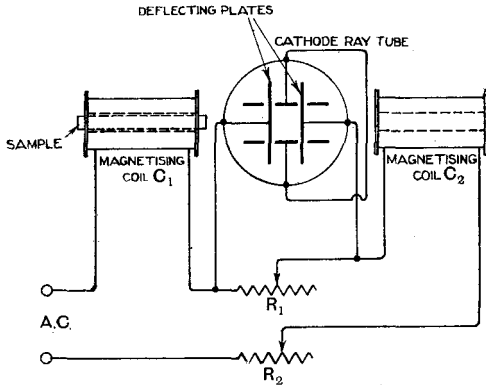 DEFLECTING PLATES
CATHODE RAY TUBE
SAMPLE
MAGNETISING
COIL C1
MAGNETISING
COIL C2
R1
A.C.
R2